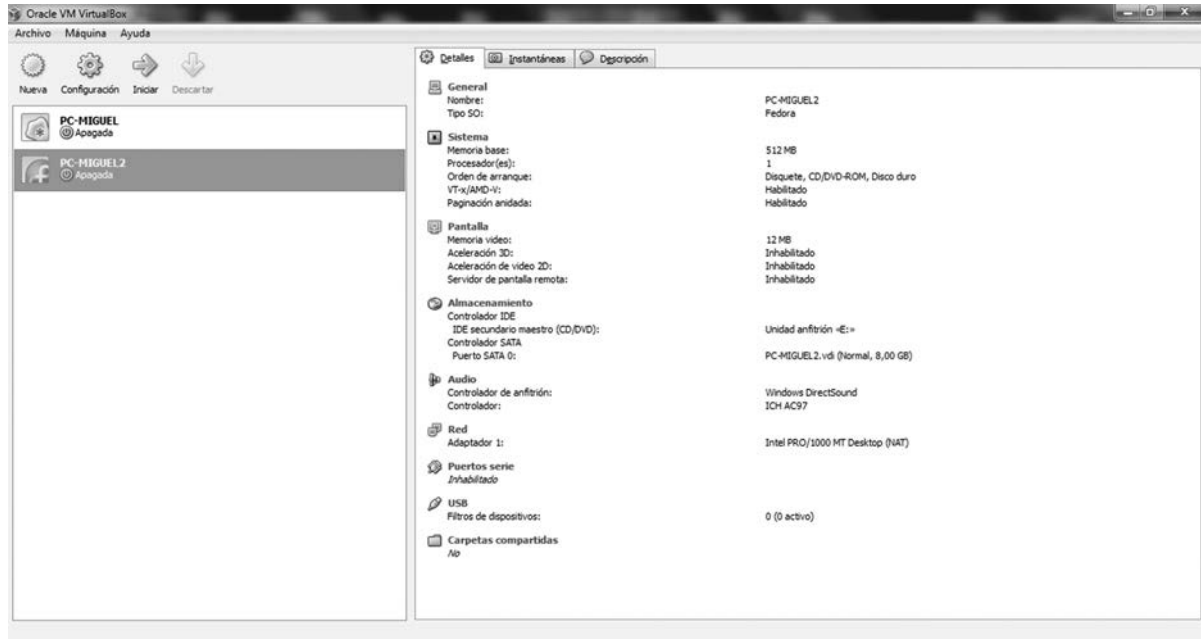 Oracle VM VirtualBox
Archivo Máquina Ayuda
Nueva Configuración Iniciar Descartar
PC-MIGUEL
Apagada
PC-MIGUEL2
Apagada
Detalles Instantáneas Descripción
General
Nombre: PC-MIGUEL2
Tipo SO: Fedora
Sistema
Memoria base: 512 MB
Procesador(es): 1
Orden de arranque: Disquete, CD/DVD-ROM, Disco duro
VT-x/AMD-V: Habilitado
Paginación anidada: Habilitado
Pantalla
Memoria video: 12 MB
Aceleración 3D: Inhabilitado
Aceleración de video 2D: Inhabilitado
Servidor de pantalla remota: Inhabilitado
Almacenamiento
Controlador IDE
IDE secundario maestro (CD/DVD): Unidad anfitrión «E:»
Controlador SATA
Puerto SATA 0: PC-MIGUEL2.vdi (Normal, 8,00 GB)
Audio
Controlador de anfitrión: Windows DirectSound
Controlador: ICH AC97
Red
Adaptador 1: Intel PRO/1000 MT Desktop (NAT)
Puertos serie
Inhabilitado
USB
Filtros de dispositivos: 0 (0 activo)
Carpetas compartidas
No